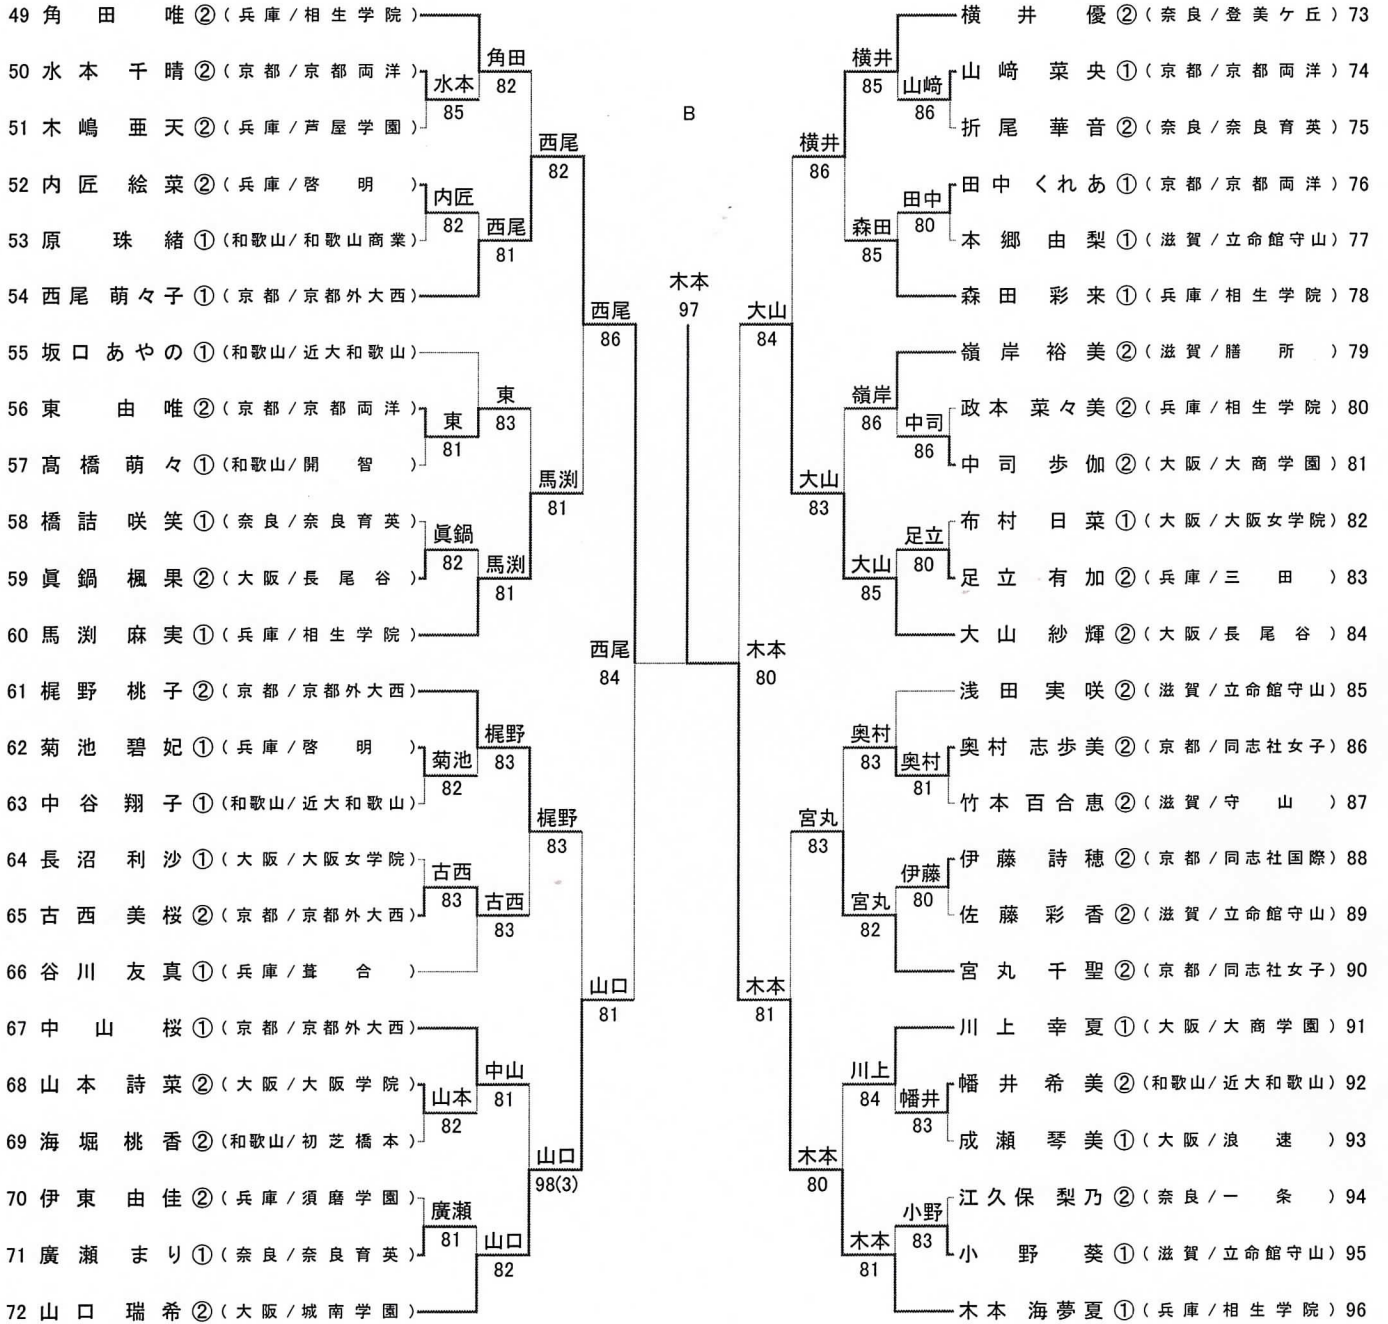 49 角田 唯 ② (兵庫/相生学院)
50 水本 千晴 ② (京都/京都両洋)
51 木嶋 亜天 ② (兵庫/芦屋学園)
52 内匠 絵菜 ② (兵庫/啓明)
53 原 珠緒 ① (和歌山/和歌山商業)
54 西尾 萌々子 ① (京都/京都外大西)
55 坂口 あやの ① (和歌山/近大和歌山)
56 東 由唯 ② (京都/京都両洋)
57 髙橋 萌々 ① (和歌山/開智)
58 橋詰 咲笑 ① (奈良/奈良育英)
59 眞鍋 楓果 ② (大阪/長尾谷)
60 馬渕 麻実 ① (兵庫/相生学院)
61 梶野 桃子 ② (京都/京都外大西)
62 菊池 碧妃 ① (兵庫/啓明)
63 中谷 翔子 ① (和歌山/近大和歌山)
64 長沼 利沙 ① (大阪/大阪女学院)
65 古西 美桜 ② (京都/京都外大西)
66 谷川 友真 ① (兵庫/葺合)
67 中山 桜 ① (京都/京都外大西)
68 山本 詩菜 ② (大阪/大阪学院)
69 海堀 桃香 ② (和歌山/初芝橋本)
70 伊東 由佳 ② (兵庫/須磨学園)
71 廣瀬 まり ① (奈良/奈良育英)
72 山口 瑞希 ② (大阪/城南学園)
水本
85
内匠
82
東
81
眞鍋
82
菊池
82
古西
83
山本
82
廣瀬
81
角田
82
西尾
81
東
83
馬渕
81
梶野
83
古西
83
中山
81
山口
82
西尾
82
馬渕
81
梶野
83
山口
98(3)
西尾
86
山口
81
西尾
84
B
木本
97
木本
80
大山
84
木本
81
横井
86
大山
83
宮丸
83
木本
80
横井
85
森田
85
嶺岸
86
大山
85
奥村
83
宮丸
82
川上
84
木本
81
山﨑
86
田中
80
中司
86
足立
80
奥村
81
伊藤
80
幡井
83
小野
83
横井 優 ② (奈良/登美ケ丘) 73
山﨑 菜央 ① (京都/京都両洋) 74
折尾 華音 ② (奈良/奈良育英) 75
田中 くれあ ① (京都/京都両洋) 76
本郷 由梨 ① (滋賀/立命館守山) 77
森田 彩来 ① (兵庫/相生学院) 78
嶺岸 裕美 ② (滋賀/膳所) 79
政本 菜々美 ② (兵庫/相生学院) 80
中司 歩伽 ② (大阪/大商学園) 81
布村 日菜 ① (大阪/大阪女学院) 82
足立 有加 ② (兵庫/三田) 83
大山 紗輝 ② (大阪/長尾谷) 84
浅田 実咲 ② (滋賀/立命館守山) 85
奥村 志歩美 ② (京都/同志社女子) 86
竹本 百合恵 ② (滋賀/守山) 87
伊藤 詩穂 ② (京都/同志社国際) 88
佐藤 彩香 ② (滋賀/立命館守山) 89
宮丸 千聖 ② (京都/同志社女子) 90
川上 幸夏 ① (大阪/大商学園) 91
幡井 希美 ② (和歌山/近大和歌山) 92
成瀬 琴美 ① (大阪/浪速) 93
江久保 梨乃 ② (奈良/一条) 94
小野 葵 ① (滋賀/立命館守山) 95
木本 海夢夏 ① (兵庫/相生学院) 96